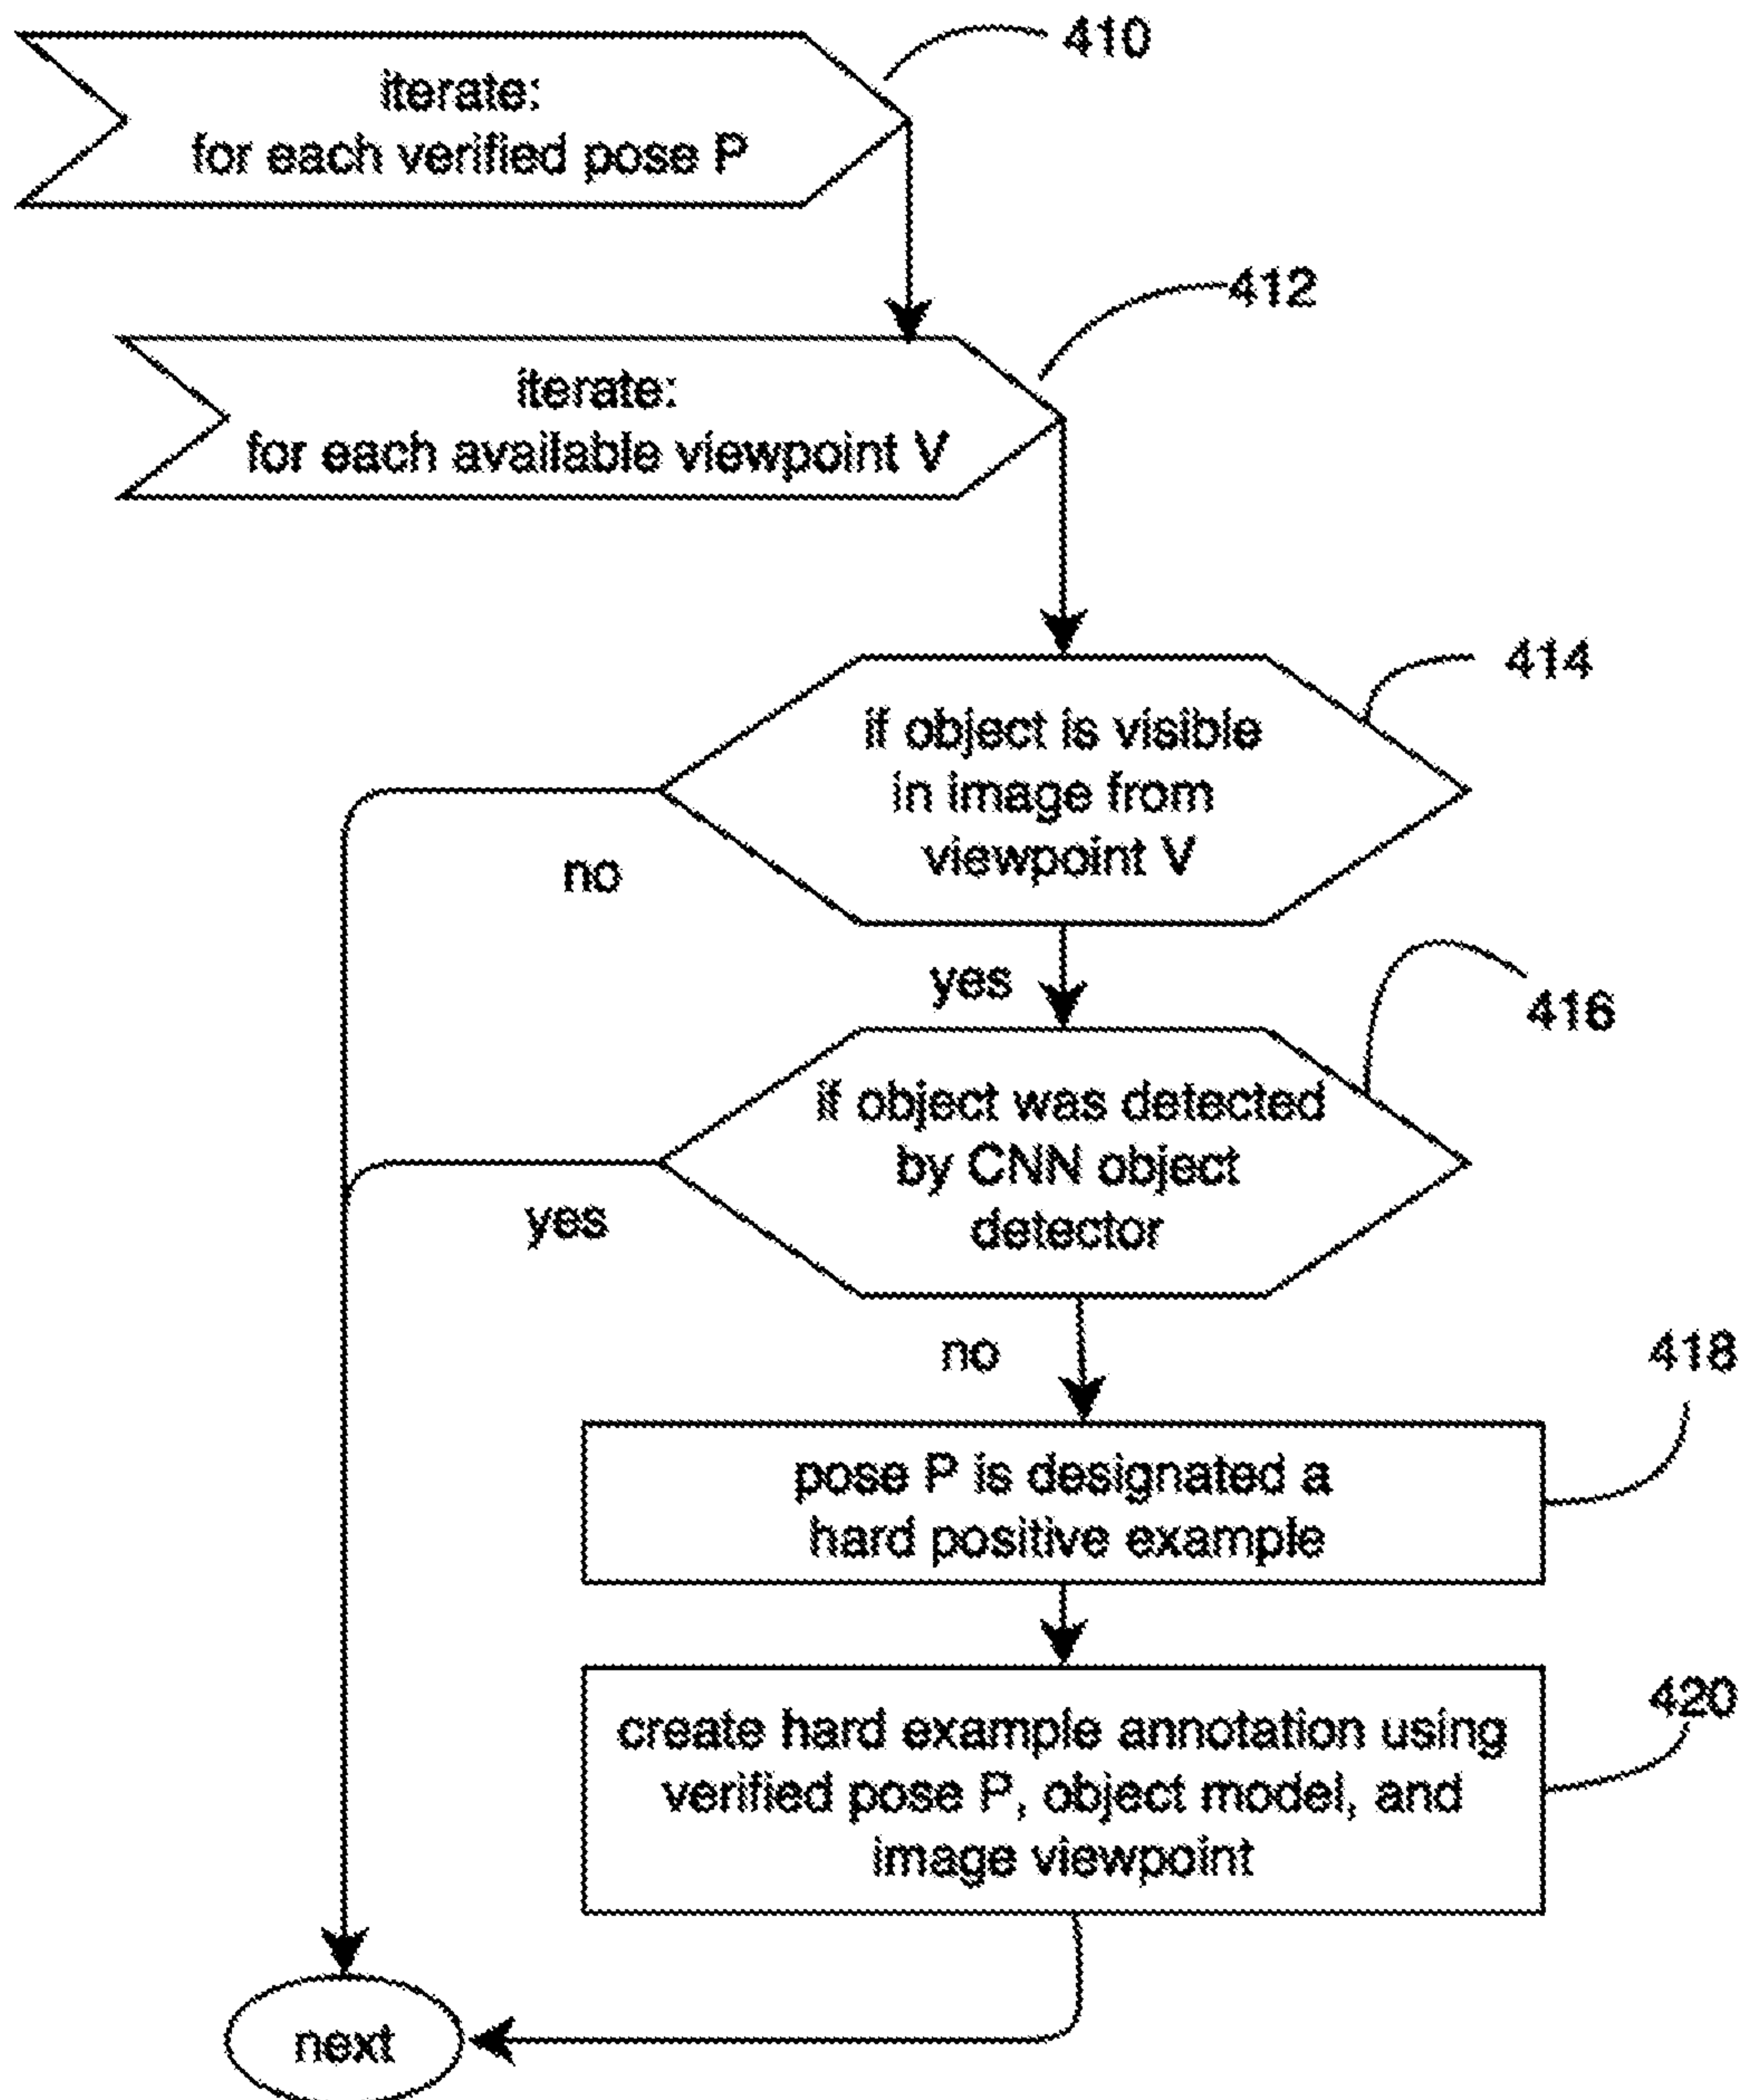 410
iterate:
for each verified pose P
412
iterate:
for each available viewpoint V
414
if object is visible
in image from
viewpoint V
no
yes
416
if object was detected
by CNN object
detector
yes
no
418
pose P is designated a
hard positive example
420
create hard example annotation using
verified pose P, object model, and
image viewpoint
next